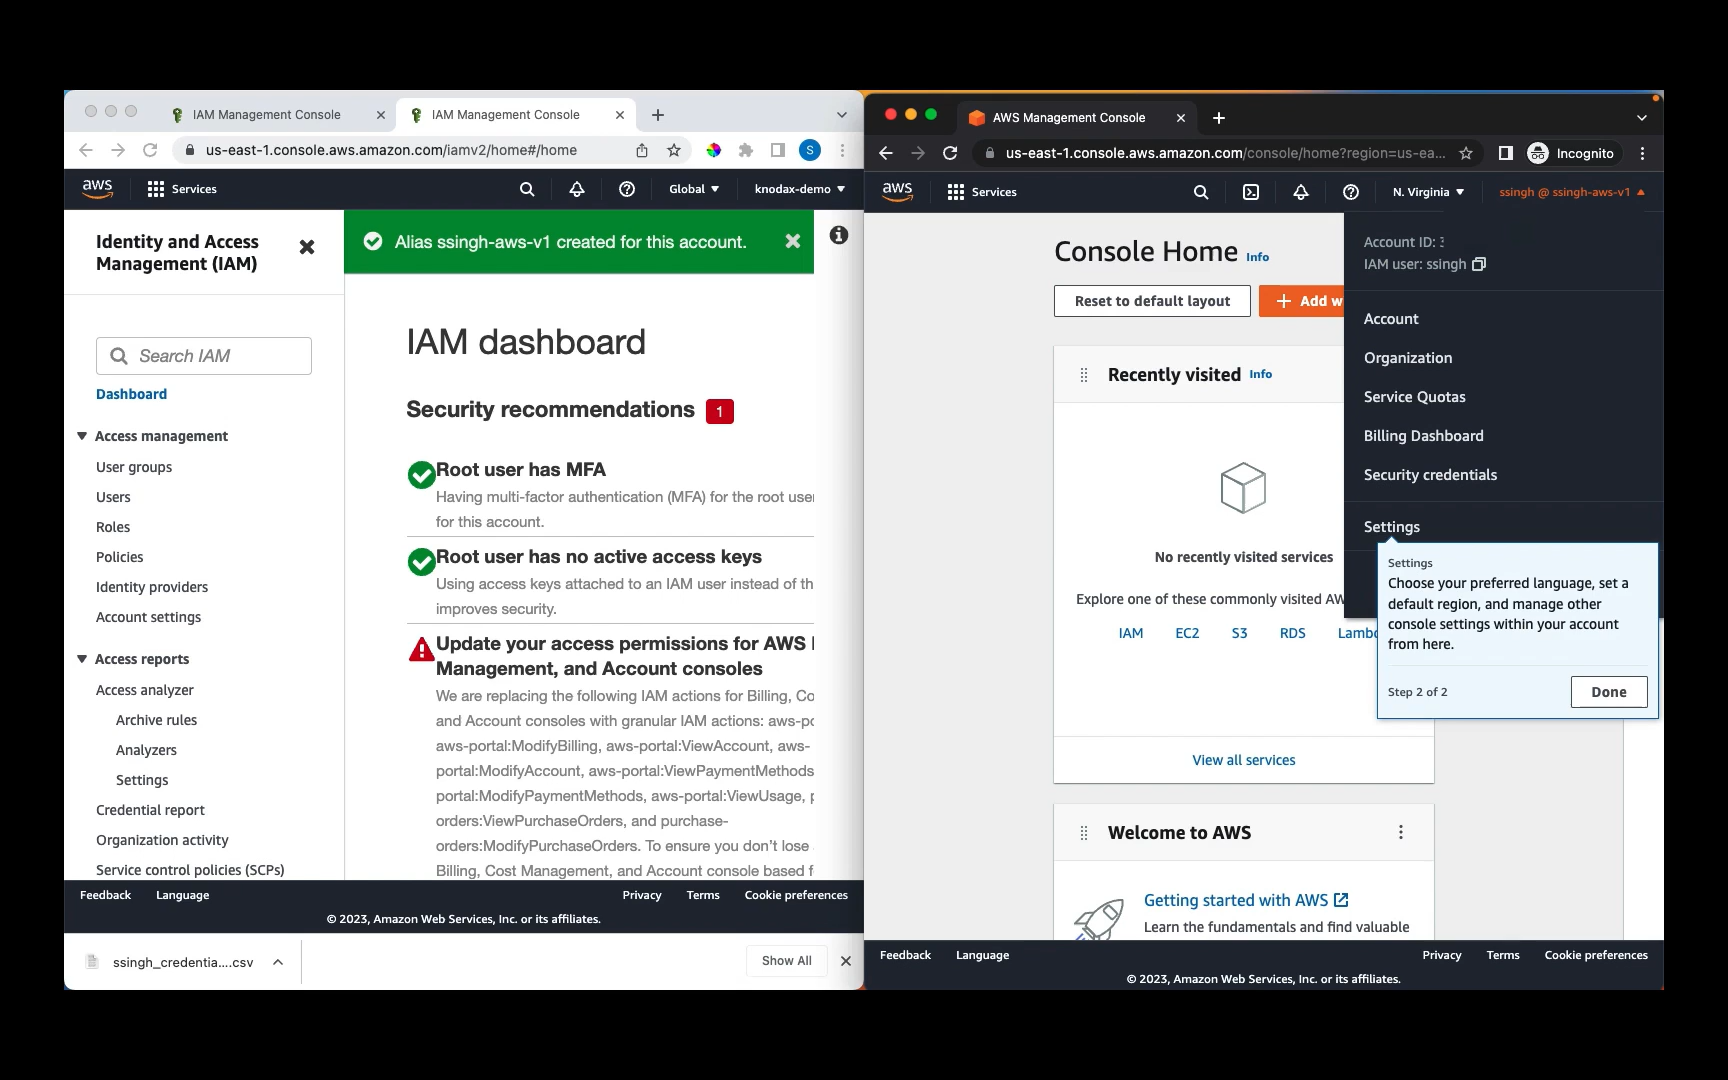 IAM Management Console
IAM Management Console
us-east-1.console.aws.amazon.com/iamv2/home#/home
S
aws
Services
Global
knodax-demo
Identity and Access
Management (IAM)
Search IAM
Dashboard
Access management
User groups
Users
Roles
Policies
Identity providers
Account settings
Access reports
Access analyzer
Archive rules
Analyzers
Settings
Credential report
Organization activity
Service control policies (SCPs)
Alias ssingh-aws-v1 created for this account.
IAM dashboard
Security recommendations 1
Root user has MFA
Having multi-factor authentication (MFA) for the root user
for this account.
Root user has no active access keys
Using access keys attached to an IAM user instead of th
improves security.
Update your access permissions for AWS
Management, and Account consoles
We are replacing the following IAM actions for Billing, Co
and Account consoles with granular IAM actions: aws-po
aws-portal:ModifyBilling, aws-portal:ViewAccount, aws-
portal:ModifyAccount, aws-portal:ViewPaymentMethods
portal:ModifyPaymentMethods, aws-portal:ViewUsage, p
orders:ViewPurchaseOrders, and purchase-
orders:ModifyPurchaseOrders. To ensure you don't lose
Billing, Cost Management, and Account console based f
Feedback
Language
Privacy
Terms
Cookie preferences
© 2023, Amazon Web Services, Inc. or its affiliates.
ssingh_credentia....csv
Show All
AWS Management Console
us-east-1.console.aws.amazon.com/console/home?region=us-ea...
Incognito
aws
Services
N. Virginia
ssingh @ ssingh-aws-v1
Console Home Info
Reset to default layout
+ Add w
Recently visited Info
No recently visited services
Explore one of these commonly visited AW
IAM
EC2
S3
RDS
Lambd
View all services
Welcome to AWS
Getting started with AWS
Learn the fundamentals and find valuable
Account ID: 3
IAM user: ssingh
Account
Organization
Service Quotas
Billing Dashboard
Security credentials
Settings
Settings
Choose your preferred language, set a
default region, and manage other
console settings within your account
from here.
Step 2 of 2
Done
Feedback
Language
Privacy
Terms
Cookie preferences
© 2023, Amazon Web Services, Inc. or its affiliates.